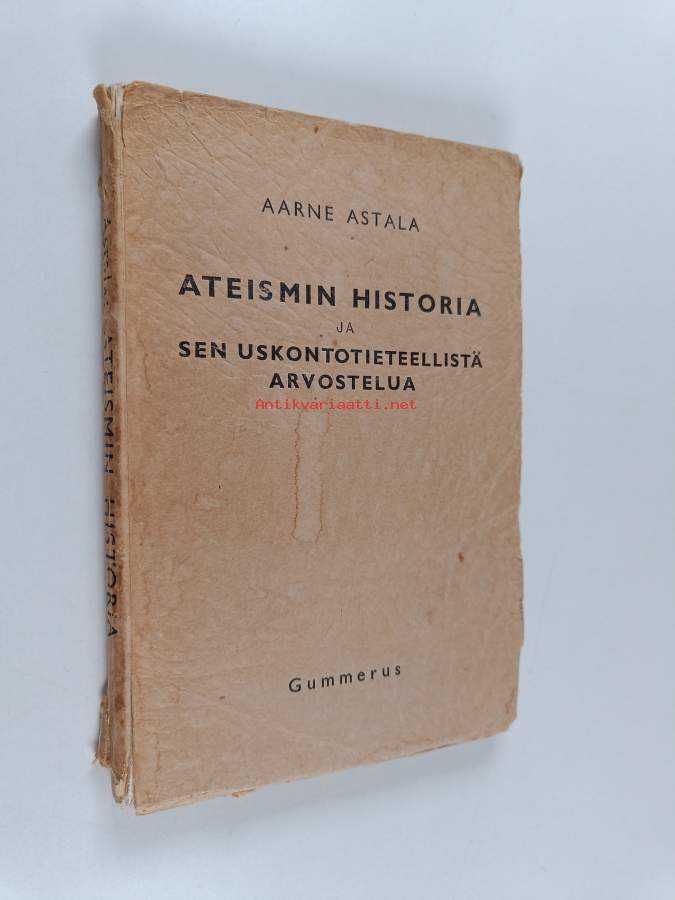 AARNE ASTALA
ATEISMIN HISTORIA
JA
SEN USKONTOTIETEELLISTÄ
ARVOSTELUA
Antikvariaatti.net
Gummerus
ATEISMIN HISTORIA